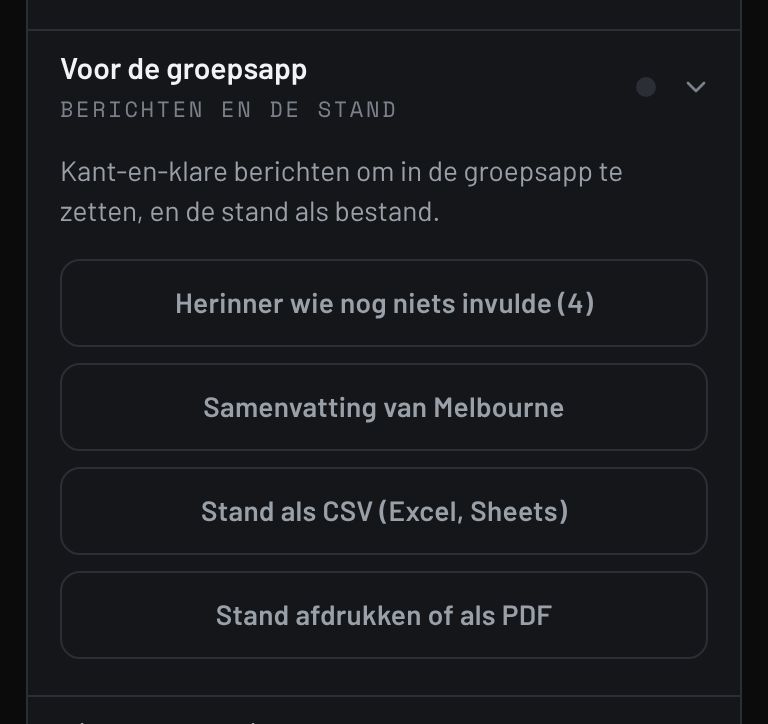 Voor de groepsapp
BERICHTEN EN DE STAND
Kant-en-klare berichten om in de groepsapp te
zetten, en de stand als bestand.
Herinner wie nog niets invulde (4)
Samenvatting van Melbourne
Stand als CSV (Excel, Sheets)
Stand afdrukken of als PDF